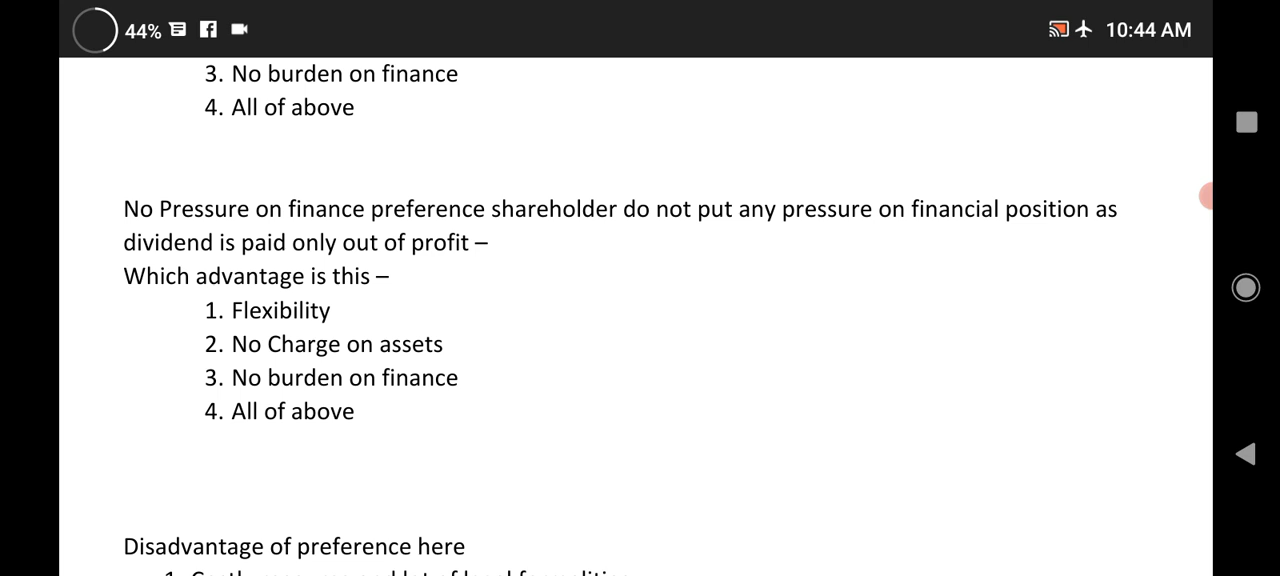 44%
10:44 AM
3. No burden on finance
4. All of above
No Pressure on finance preference shareholder do not put any pressure on financial position as
dividend is paid only out of profit –
Which advantage is this –
1. Flexibility
2. No Charge on assets
3. No burden on finance
4. All of above
Disadvantage of preference here